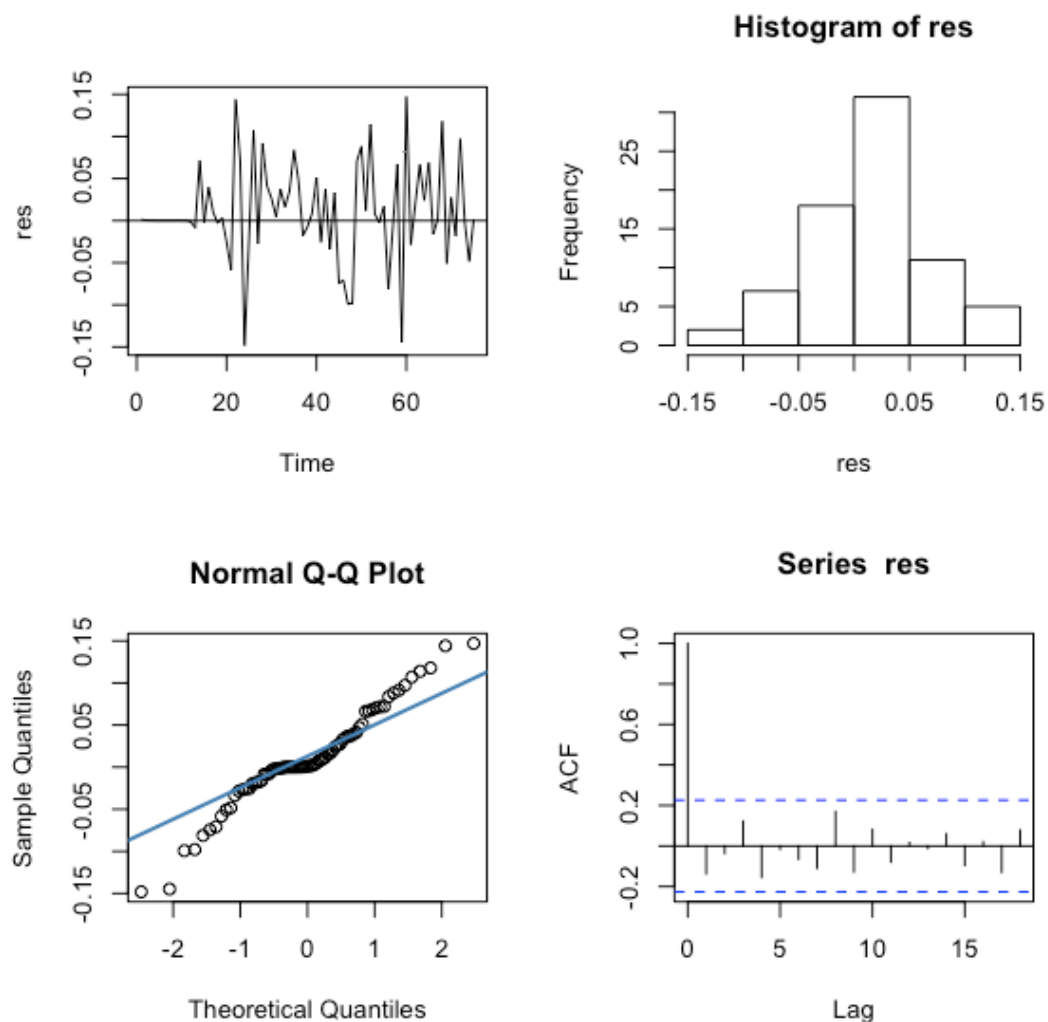 res
0.15
0.05
-0.05
-0.15
0 20 40 60
Time
Histogram of res
Frequency
25
15
5
0
-0.15 -0.05 0.05 0.15
res
Normal Q-Q Plot
Sample Quantiles
0.15
0.05
-0.05
-0.15
-2 -1 0 1 2
Theoretical Quantiles
Series res
ACF
1.0
0.6
0.2
-0.2
0 5 10 15
Lag